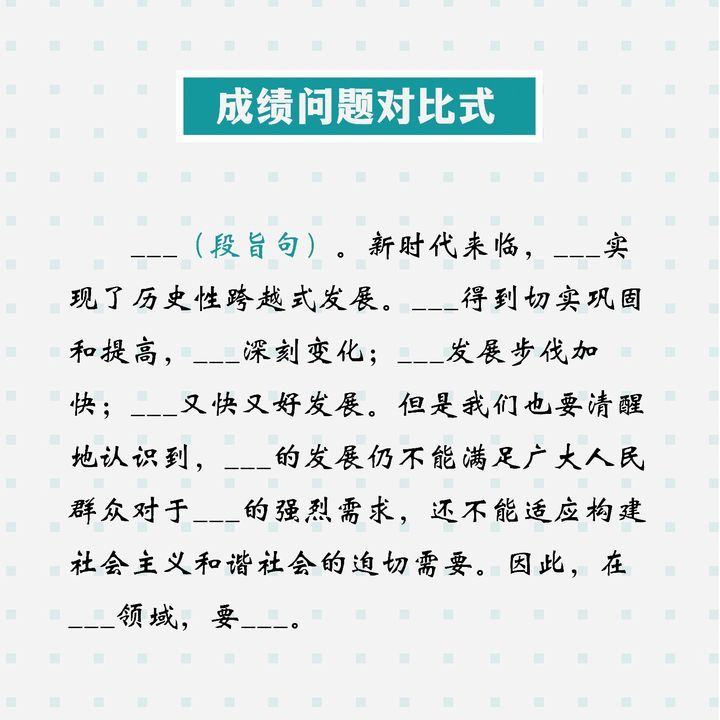 成绩问题对比式
___（段旨句）。新时代来临，___实
现了历史性跨越式发展。___得到切实巩固
和提高，___深刻变化；___发展步伐加
快；___又快又好发展。但是我们也要清醒
地认识到，___的发展仍不能满足广大人民
群众对于___的强烈需求，还不能适应构建
社会主义和谐社会的迫切需要。因此，在
___领域，要___。